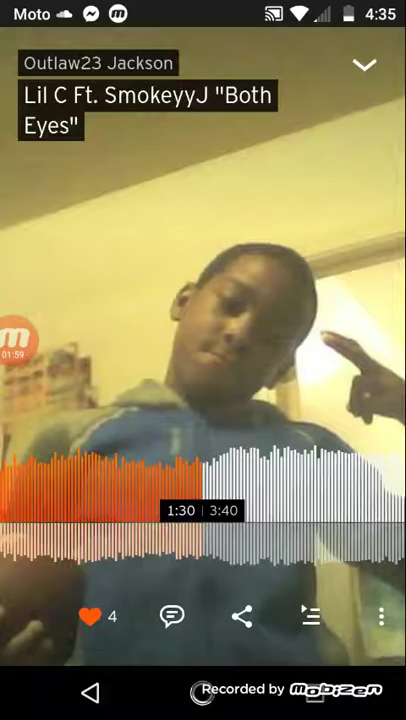 Moto
4:35
Outlaw23 Jackson
Lil C Ft. SmokeyyJ "Both
Eyes"
01:59
1:30 | 3:40
4
Recorded by mobizen